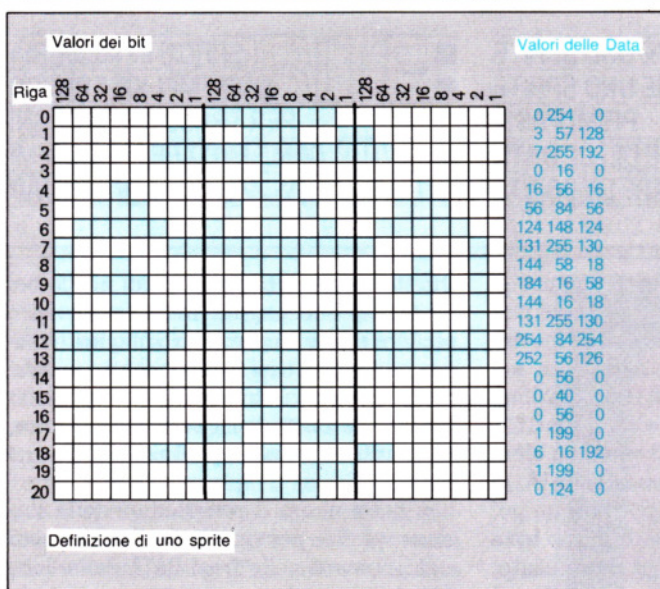 Valori dei bit Valori delle Data
Riga 128 64 32 16 8 4 2 1 128 64 32 16 8 4 2 1 128 64 32 16 8 4 2 1
0 0 254 0
1 3 57 128
2 7 255 192
3 0 16 0
4 16 56 16
5 56 84 56
6 124 148 124
7 131 255 130
8 144 58 18
9 184 16 58
10 144 16 18
11 131 255 130
12 254 84 254
13 252 56 126
14 0 56 0
15 0 40 0
16 0 56 0
17 1 199 0
18 6 16 192
19 1 199 0
20 0 124 0
Definizione di uno sprite